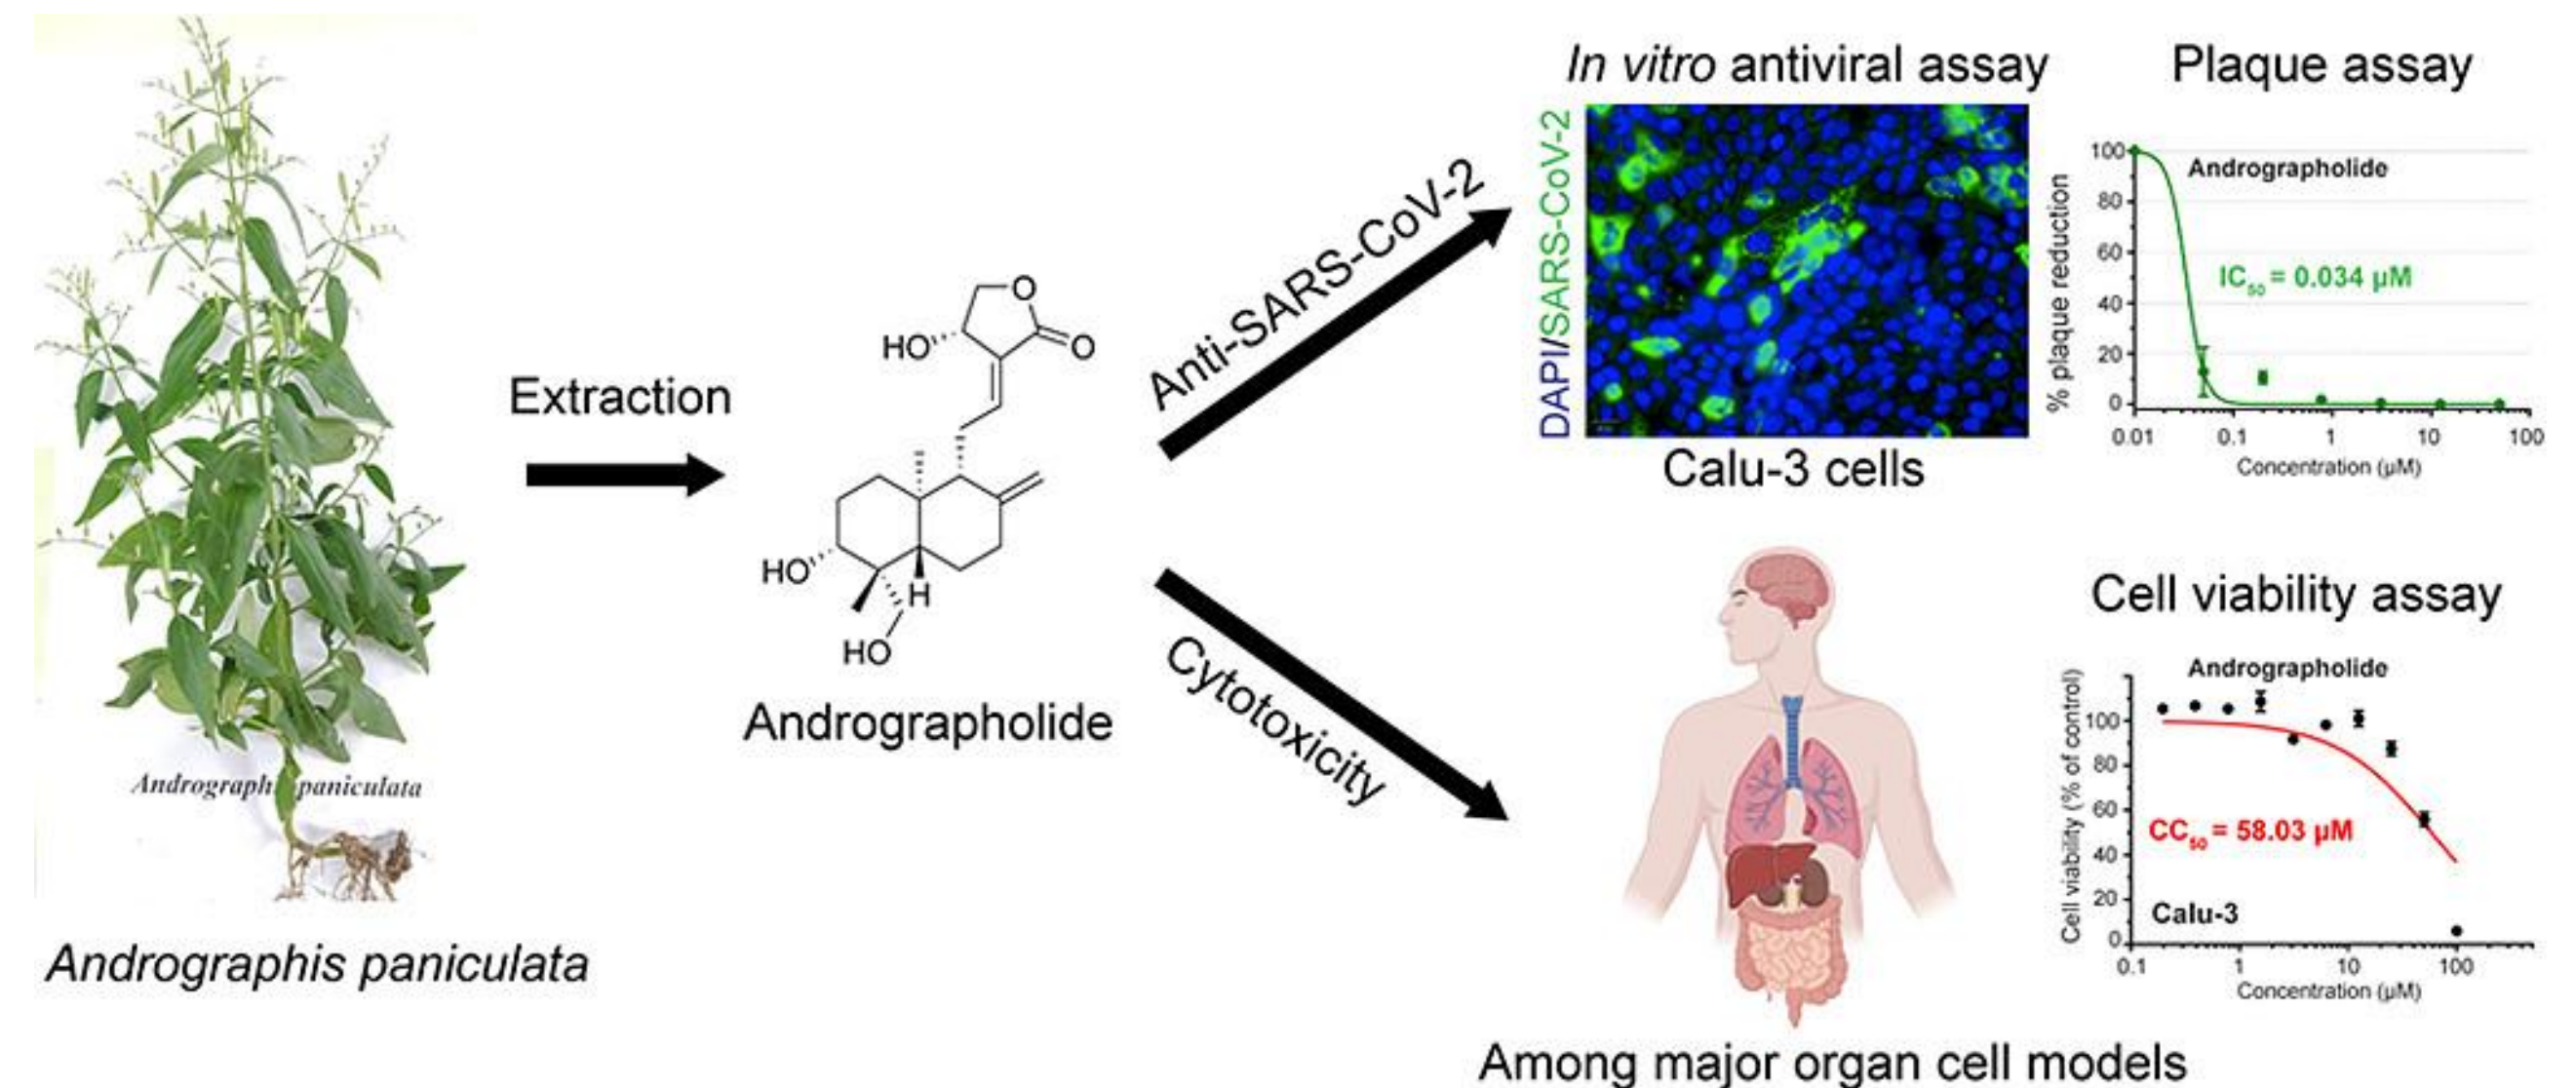 Andrographis paniculata
Andrographis paniculata
Extraction
O
O
HO
HO
H
HO
Andrographolide
Anti-SARS-CoV-2
Cytotoxicity
In vitro antiviral assay
DAPI/SARS-CoV-2
Calu-3 cells
Plaque assay
Andrographolide
IC50 = 0.034 µM
% plaque reduction
100
80
60
40
20
0
0.01 0.1 1 10 100
Concentration (µM)
Among major organ cell models
Cell viability assay
Andrographolide
CC50 = 58.03 µM
Calu-3
Cell viability (% of control)
100
80
60
40
20
0
0.1 1 10 100
Concentration (µM)